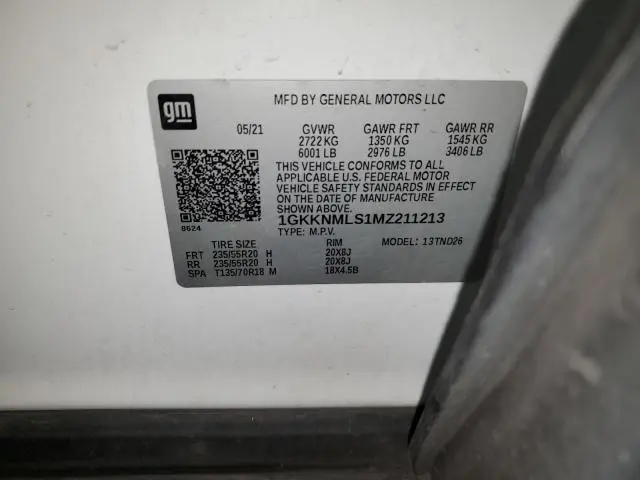 gm
MFD BY GENERAL MOTORS LLC
05/21 GVWR GAWR FRT GAWR RR
2722 KG 1350 KG 1545 KG
6001 LB 2976 LB 3406 LB
THIS VEHICLE CONFORMS TO ALL
APPLICABLE U.S. FEDERAL MOTOR
VEHICLE SAFETY STANDARDS IN EFFECT
ON THE DATE OF MANUFACTURE
SHOWN ABOVE.
8624
1GKKNMLS1MZ211213
TYPE: M.P.V. MODEL: 13TND26
TIRE SIZE RIM
FRT 235/55R20 H 20X8J
RR 235/55R20 H 20X8J
SPA T135/70R18 M 18X4.5B